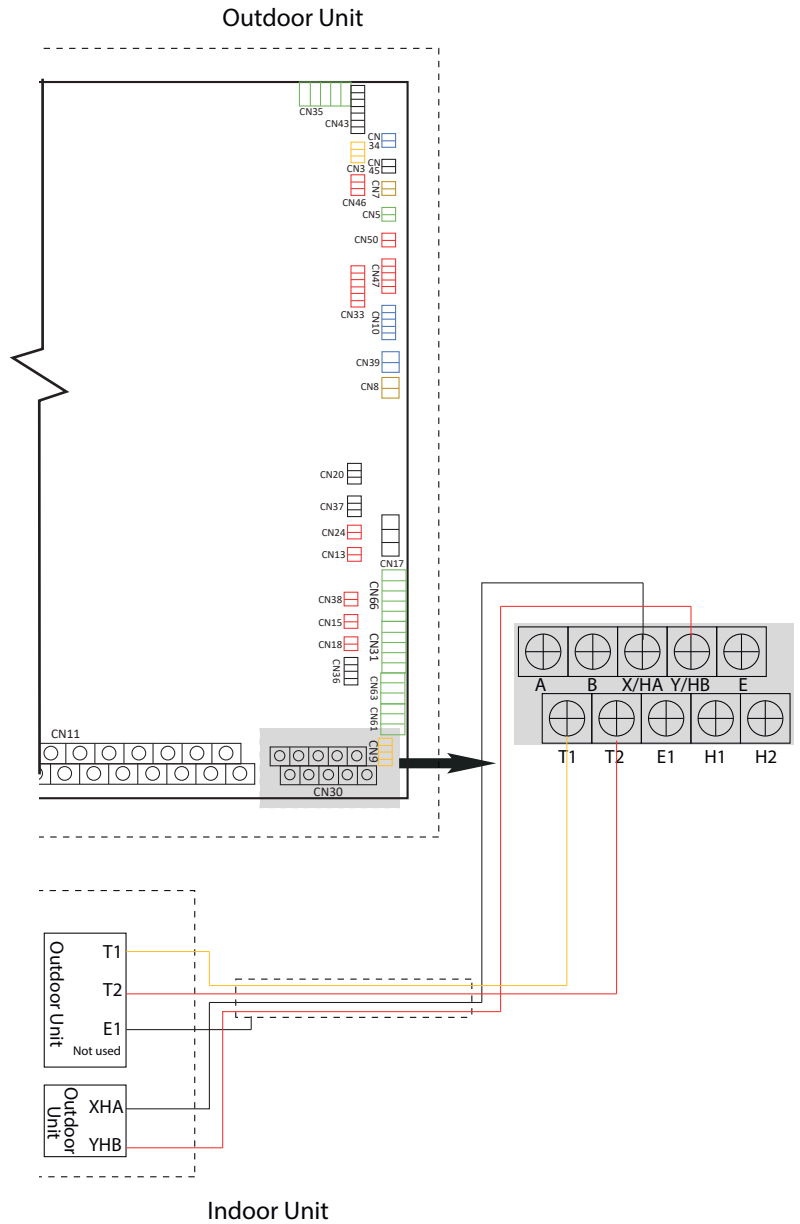 Outdoor Unit
CN35
CN43
CN
34
CN3
CN
45
CN46
CN7
CN5
CN50
CN47
CN33
CN10
CN39
CN8
CN20
CN37
CN24
CN13
CN17
CN66
CN38
CN15
CN18
CN31
CN36
CN63
CN61
CN11
CN9
CN30
A B X/HA Y/HB E
T1 T2 E1 H1 H2
Outdoor Unit
T1
T2
E1
Not used
Outdoor
Unit
XHA
YHB
Indoor Unit